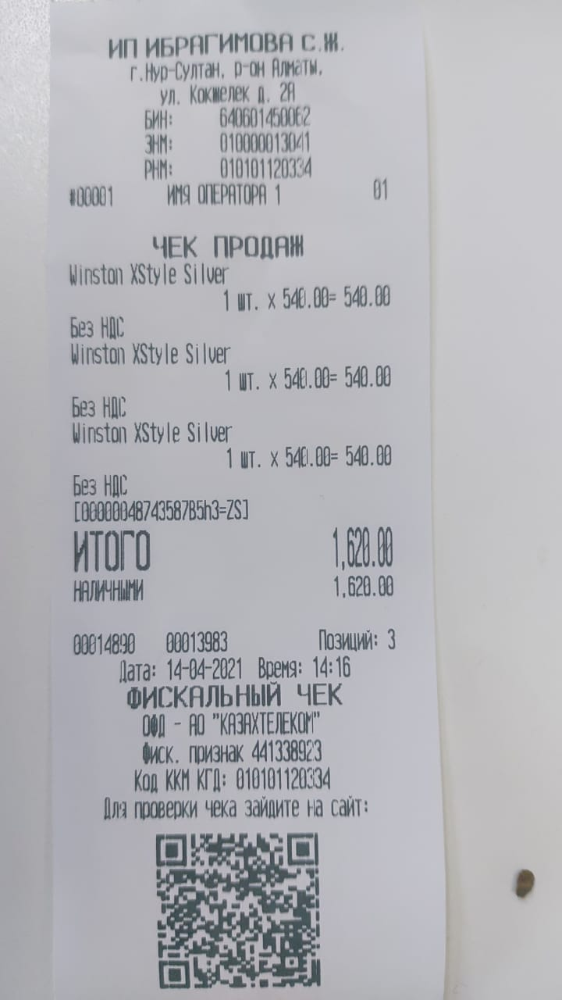 ИП ИБРАГИМОВА С.Ж.
г.Нур-Султан, р-он Алматы,
ул. Кокжелек д. 2А
БИН: 640601450062
ЗНМ: 010000013041
РНМ: 010101120334
#00001 ИМЯ ОПЕРАТОРА 1 01
ЧЕК ПРОДАЖ
Winston XStyle Silver
1 шт. x 540.00= 540.00
Без НДС
Winston XStyle Silver
1 шт. x 540.00= 540.00
Без НДС
Winston XStyle Silver
1 шт. x 540.00= 540.00
Без НДС
[00000048743587B5h3=ZS]
ИТОГО 1,620.00
НАЛИЧНЫМИ 1,620.00
00014890 00013983 Позиций: 3
Дата: 14-04-2021 Время: 14:16
ФИСКАЛЬНЫЙ ЧЕК
ОФД - АО "КАЗАХТЕЛЕКОМ"
Фиск. признак 441338923
Код ККМ КГД: 010101120334
Для проверки чека зайдите на сайт: